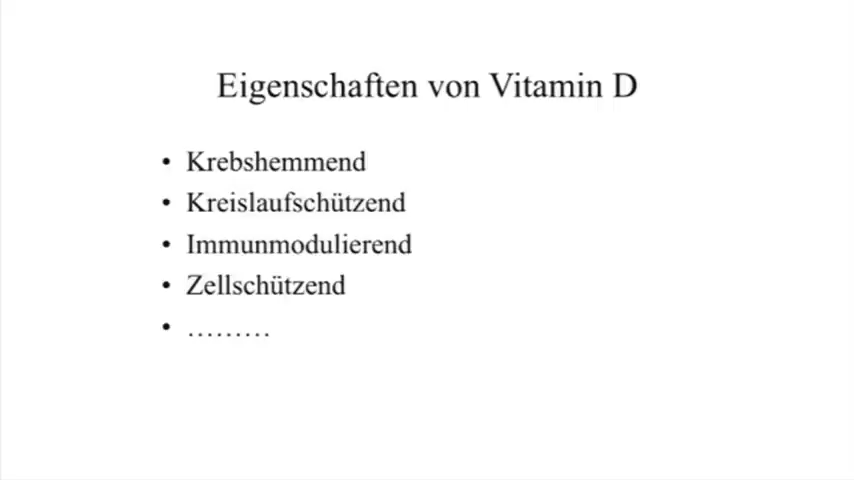 Eigenschaften von Vitamin D
• Krebshemmend
• Kreislaufschützend
• Immunmodulierend
• Zellschützend
• ………